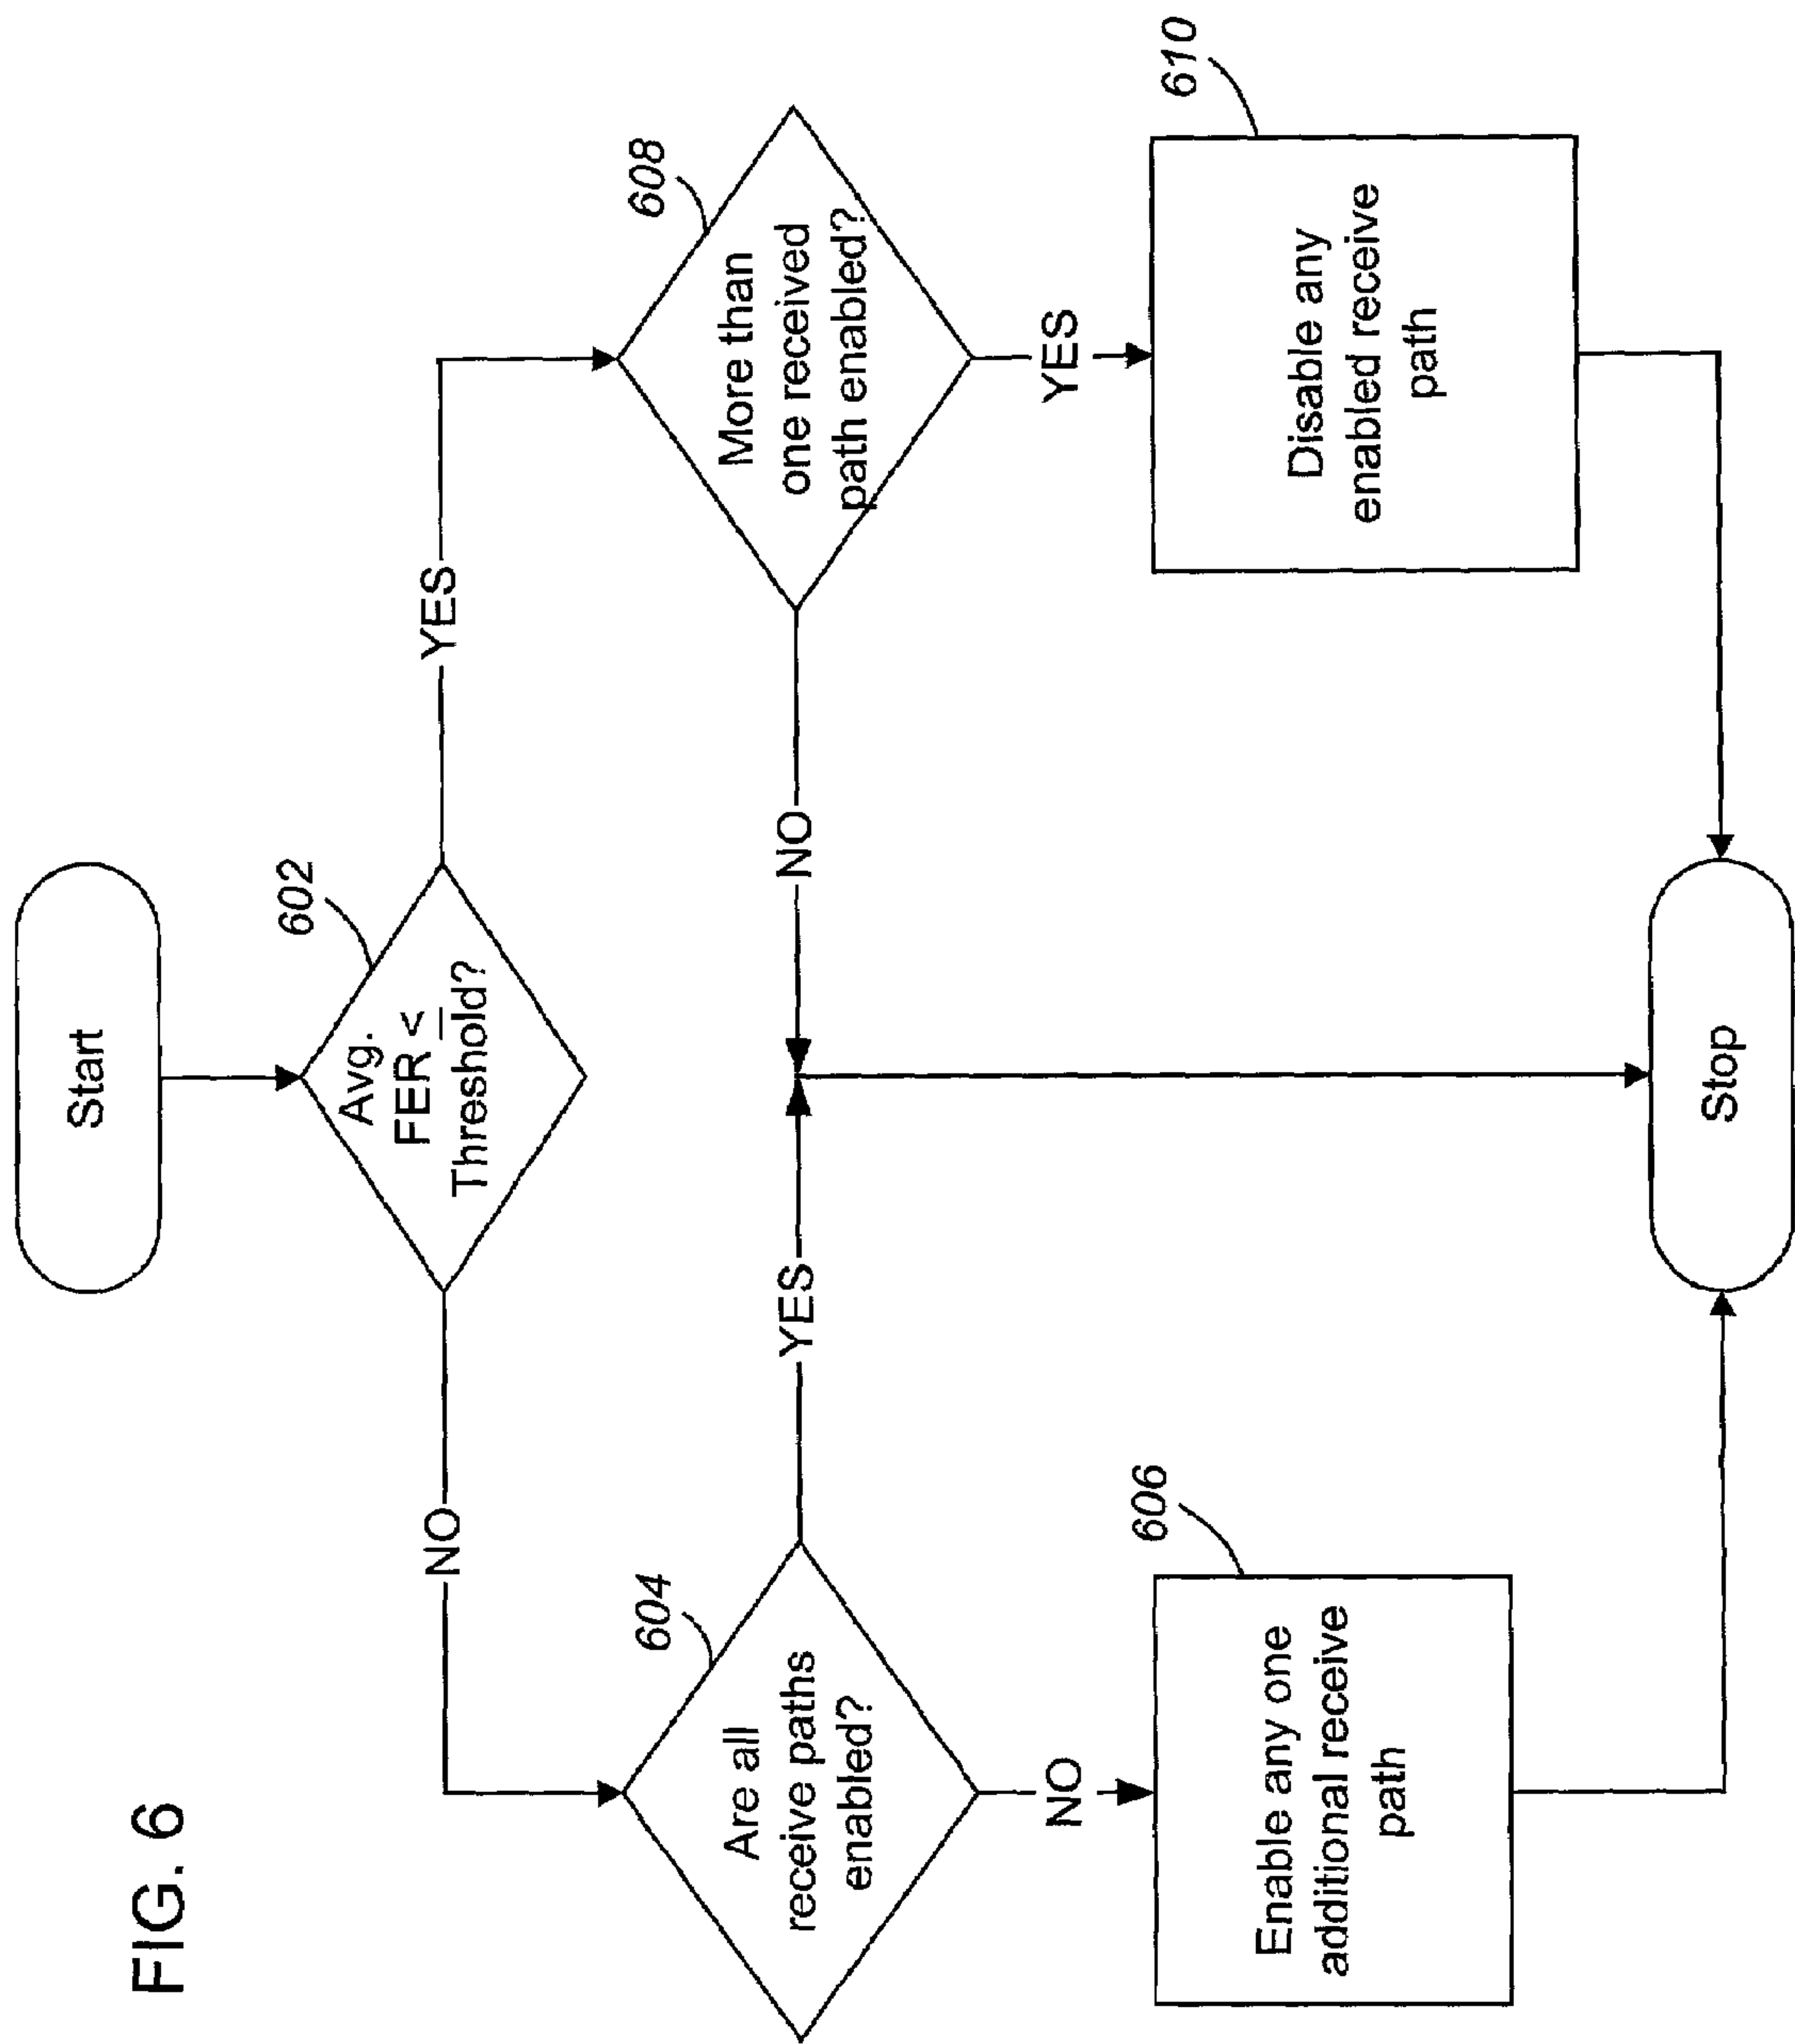 FIG. 6
Start
602
Avg.
FER ≤
Threshold?
NO
YES
604
Are all
receive paths
enabled?
YES
NO
608
More than
one received
path enabled?
NO
YES
606
Enable any one
additional receive
path
610
Disable any
enabled receive
path
Stop